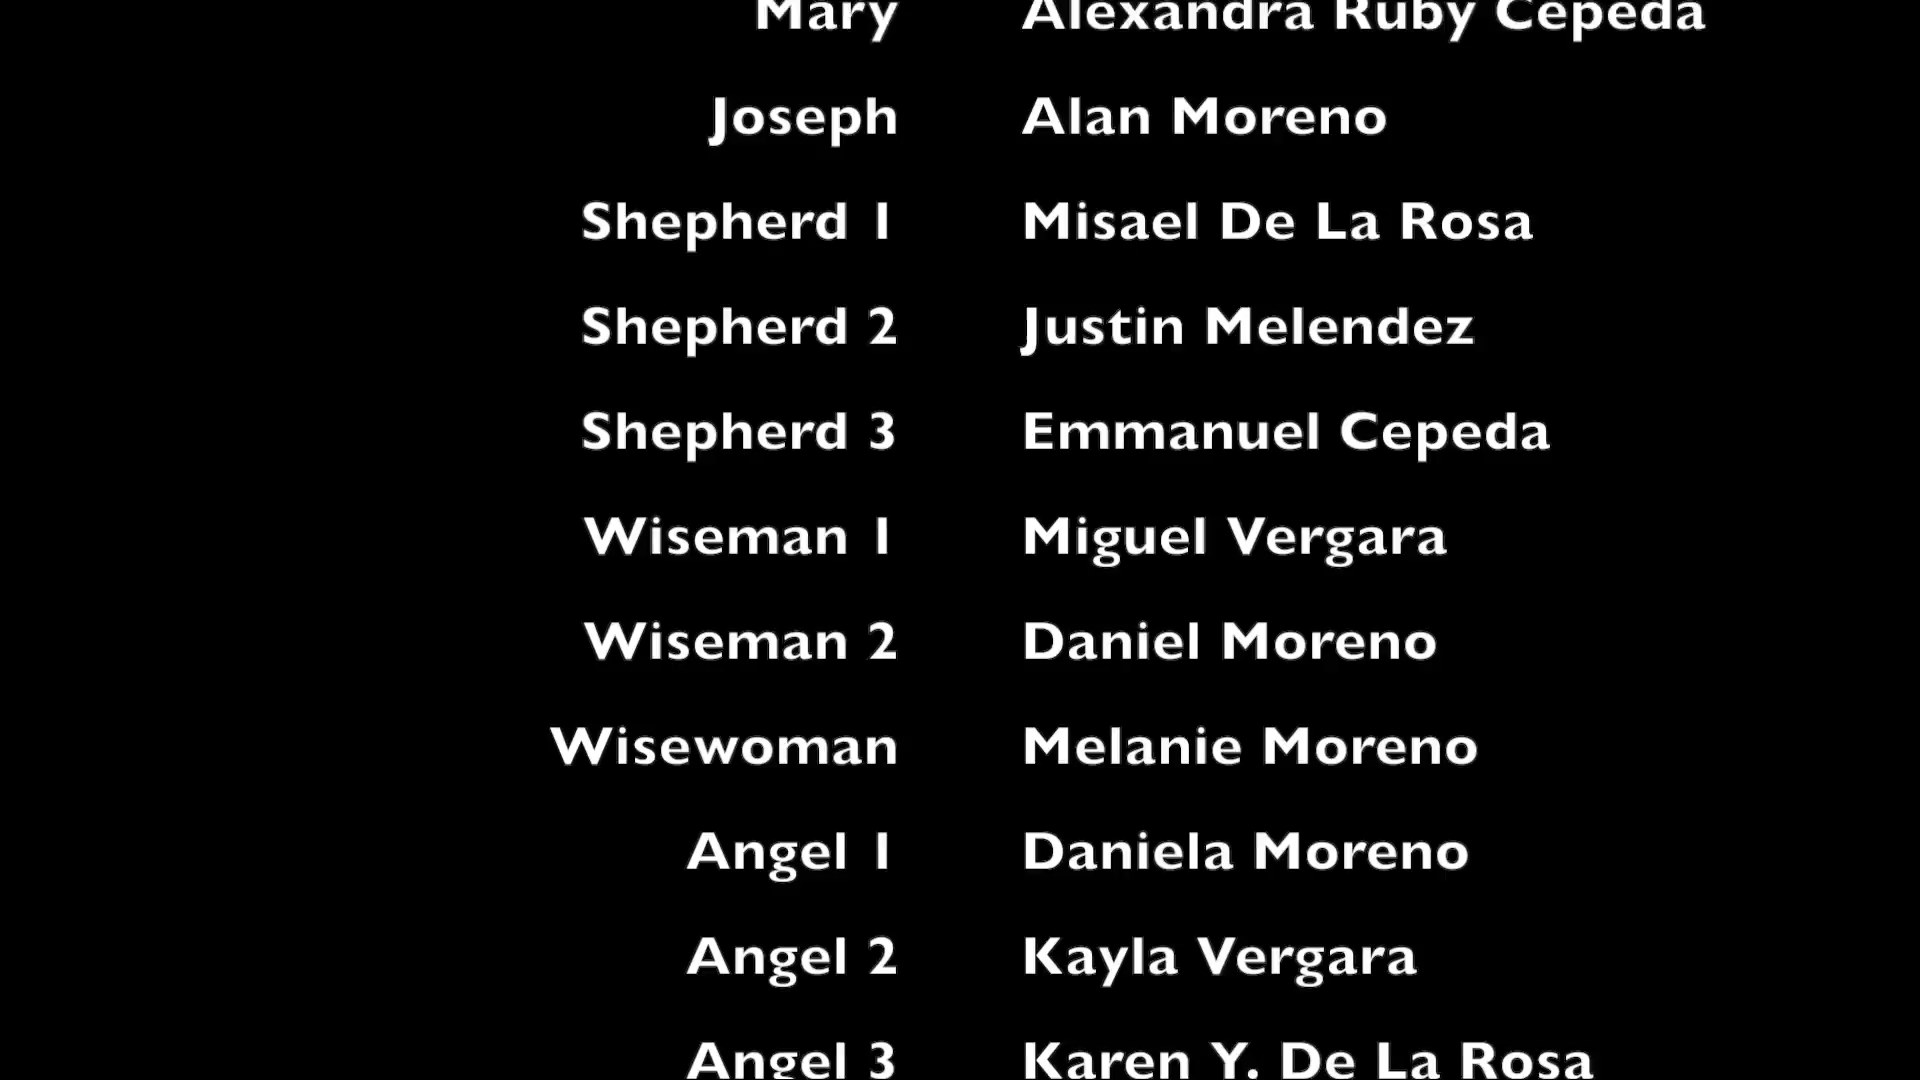 Mary Alexandra Ruby Cepeda
Joseph Alan Moreno
Shepherd 1 Misael De La Rosa
Shepherd 2 Justin Melendez
Shepherd 3 Emmanuel Cepeda
Wiseman 1 Miguel Vergara
Wiseman 2 Daniel Moreno
Wisewoman Melanie Moreno
Angel 1 Daniela Moreno
Angel 2 Kayla Vergara
Angel 3 Karen Y. De La Rosa